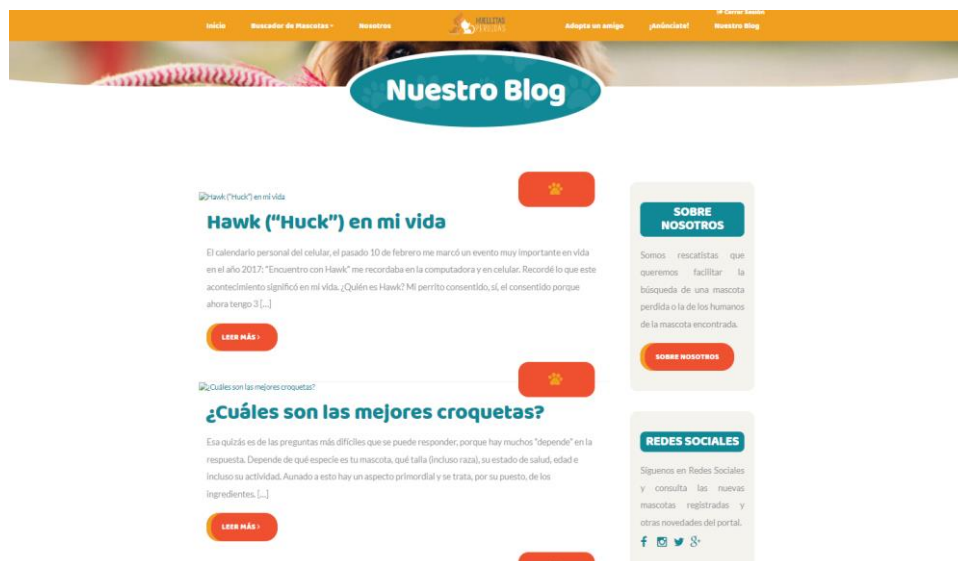 Cerrar Sesión
Inicio
Buscador de Mascotas
Nosotros
HUELLITAS
PERDIDAS
Adopta un amigo
¡Anúnciate!
Nuestro Blog
Nuestro Blog
Hawk ("Huck") en mi vida
Hawk (“Huck”) en mi vida
El calendario personal del celular, el pasado 10 de febrero me marcó un evento muy importante en vida
en el año 2017: "Encuentro con Hawk" me recordaba en la computadora y en celular. Recordé lo que este
acontecimiento significó en mi vida. ¿Quién es Hawk? Mi perrito consentido, sí, el consentido porque
ahora tengo 3 [...]
LEER MÁS >
¿Cuáles son las mejores croquetas?
¿Cuáles son las mejores croquetas?
Esa quizás es de las preguntas más difíciles que se puede responder, porque hay muchos "depende" en la
respuesta. Depende de qué especie es tu mascota, qué talla (incluso raza), su estado de salud, edad e
incluso su actividad. Aunado a esto hay un aspecto primordial y se trata, por su puesto, de los
ingredientes. [...]
LEER MÁS >
SOBRE
NOSOTROS
Somos rescatistas que
queremos facilitar la
búsqueda de una mascota
perdida o la de los humanos
de la mascota encontrada.
SOBRE NOSOTROS
REDES SOCIALES
Síguenos en Redes Sociales
y consulta las nuevas
mascotas registradas y
otras novedades del portal.